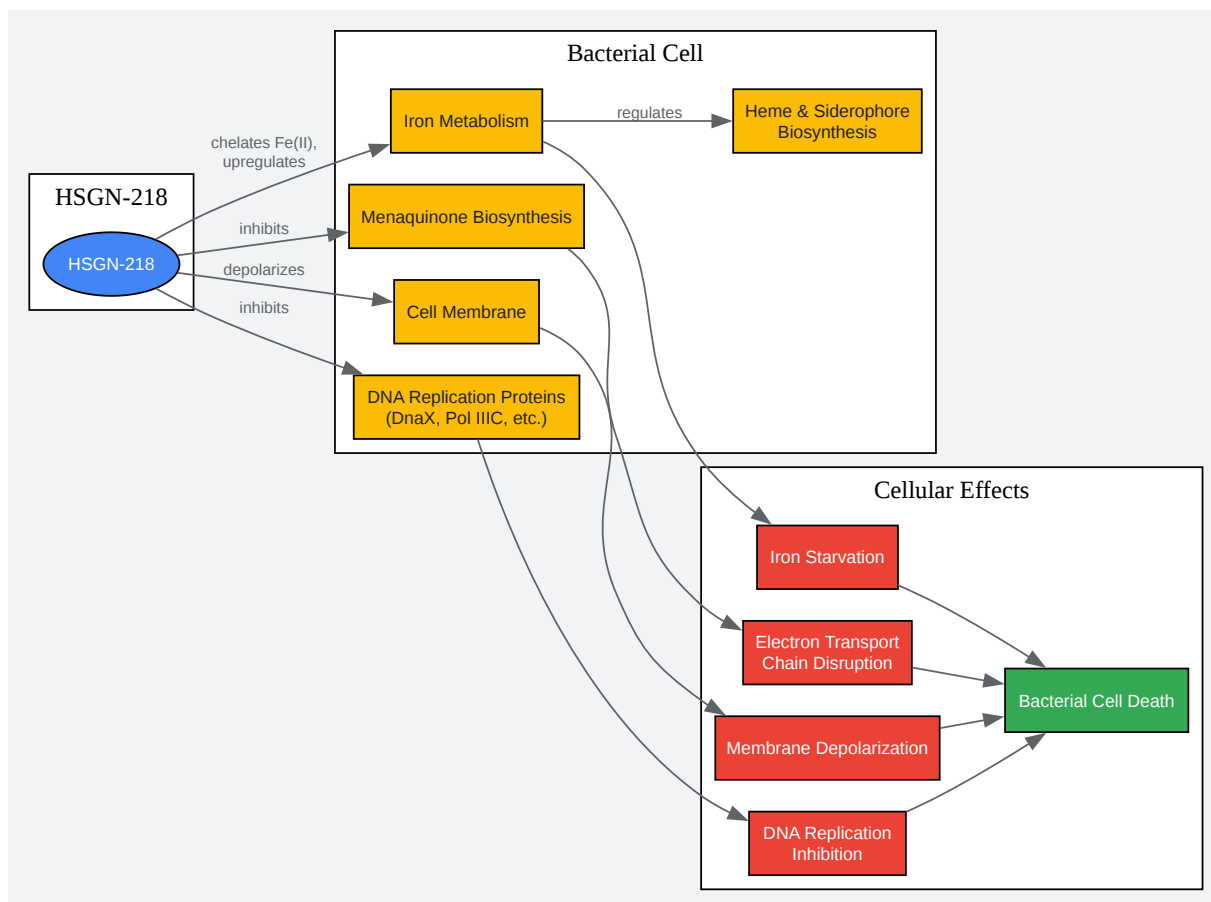 Bacterial Cell
Iron Metabolism
regulates
Heme & Siderophore
Biosynthesis
chelates Fe(II),
upregulates
HSGN-218
HSGN-218
inhibits
Menaquinone Biosynthesis
depolarizes
Cell Membrane
inhibits
DNA Replication Proteins
(DnaX, Pol IIIC, etc.)
Cellular Effects
Iron Starvation
Electron Transport
Chain Disruption
Bacterial Cell Death
Membrane Depolarization
DNA Replication
Inhibition